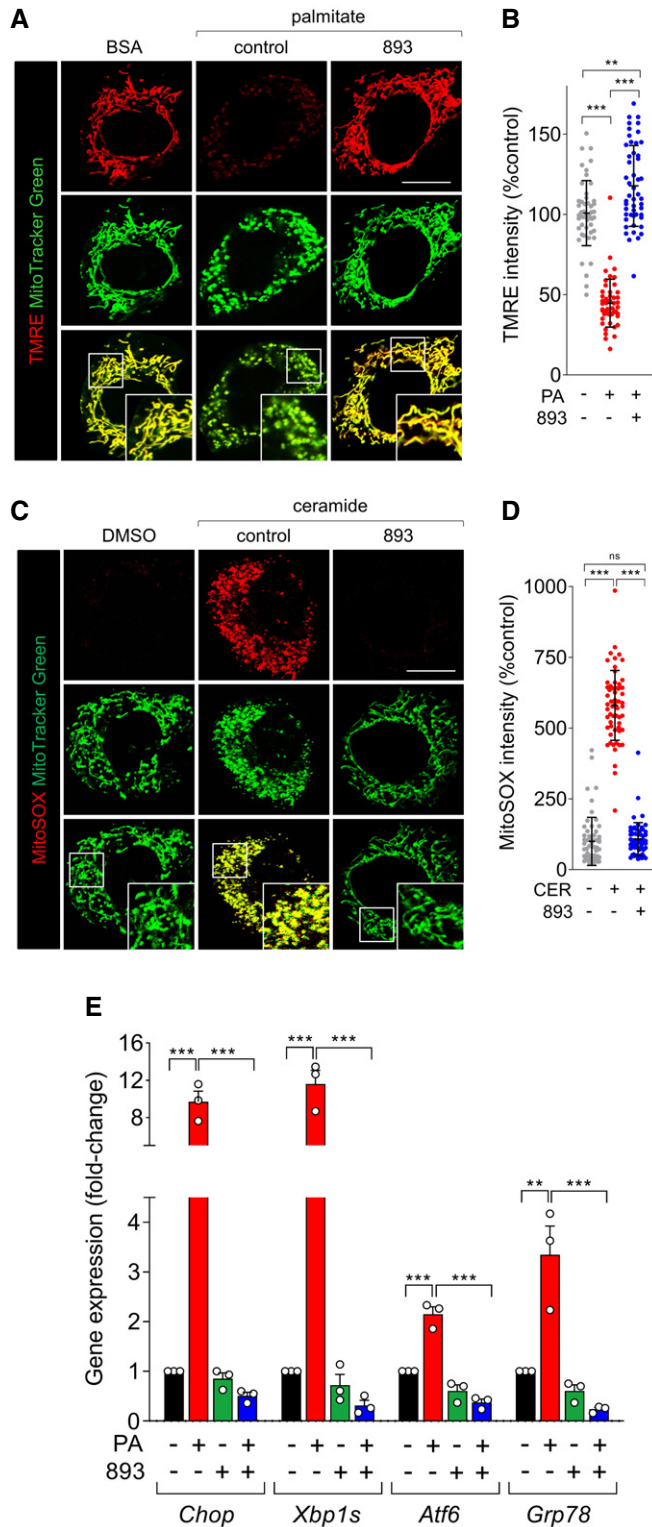 A
palmitate
BSA control 893
TMRE MitoTracker Green
B
** 
*** ***
TMRE intensity (%control)
150
100
50
0
PA - + +
893 - - +
C
ceramide
DMSO control 893
MitoSOX MitoTracker Green
D
ns
*** ***
MitoSOX intensity (%control)
1000
750
500
250
0
CER - + +
893 - - +
E
Gene expression (fold-change)
16
12
8
4
3
2
1
0
*** *** *** ***
** ***
*** ***
PA - + - + - + - + - + - + - + - +
893 - - + + - - + + - - + + - - + +
Chop Xbp1s Atf6 Grp78